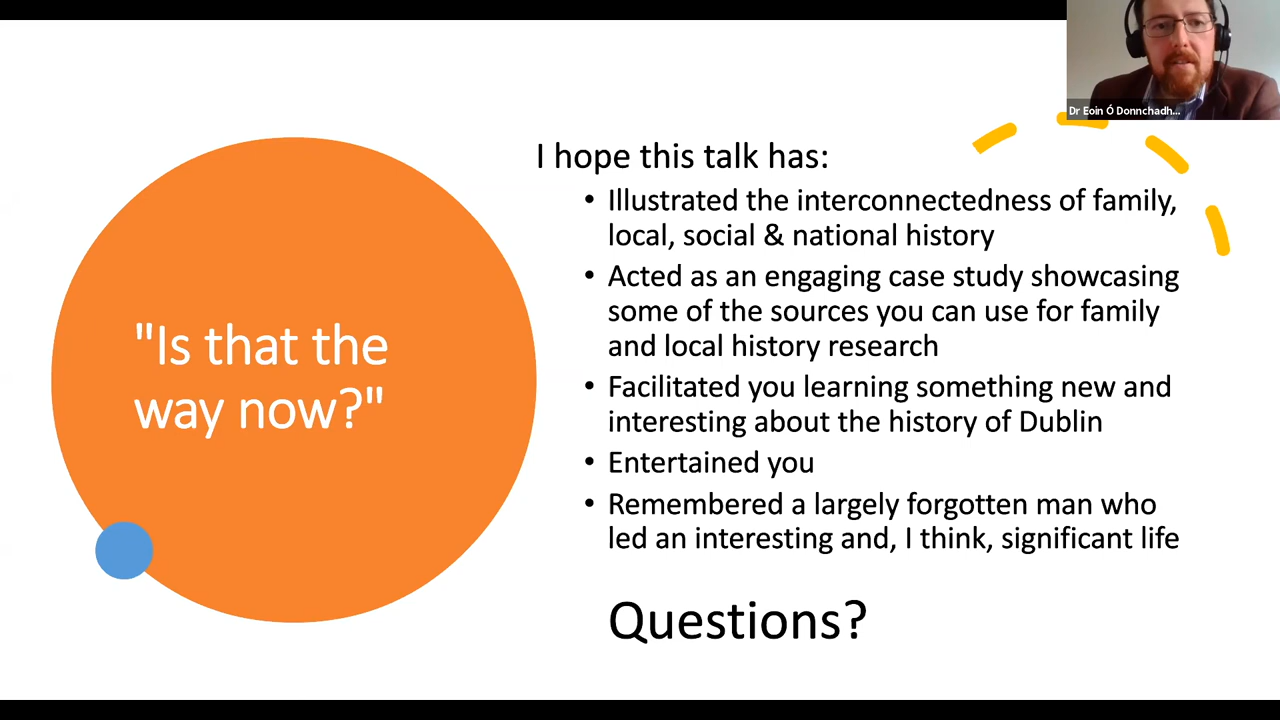 Dr Eoin Ó Donnchadh...
"Is that the
way now?"
I hope this talk has:
• Illustrated the interconnectedness of family,
local, social & national history
• Acted as an engaging case study showcasing
some of the sources you can use for family
and local history research
• Facilitated you learning something new and
interesting about the history of Dublin
• Entertained you
• Remembered a largely forgotten man who
led an interesting and, I think, significant life
Questions?